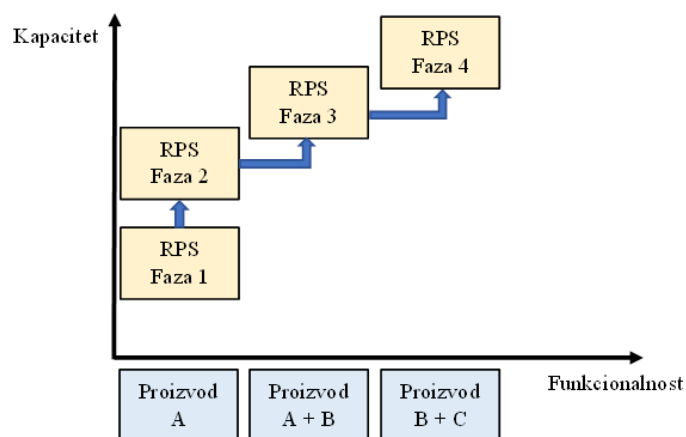 Kapacitet
RPS
Faza 4
RPS
Faza 3
RPS
Faza 2
RPS
Faza 1
Proizvod
A
Proizvod
A + B
Proizvod
B + C
Funkcionalnost